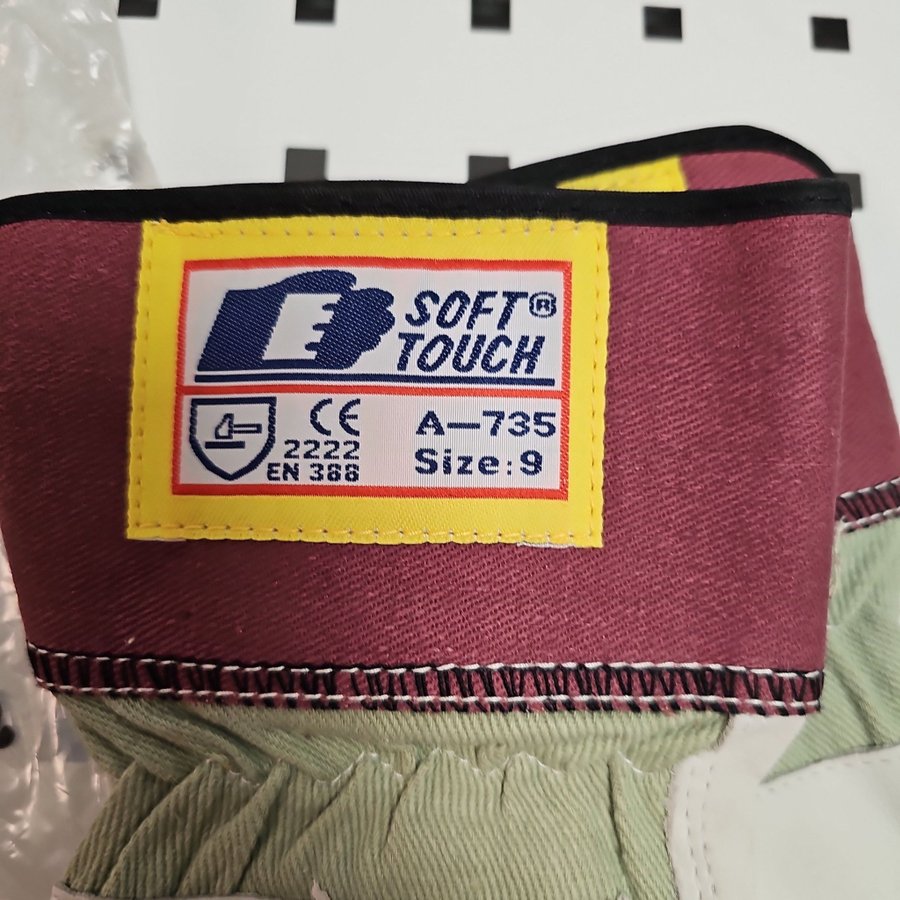 SOFT®
TOUCH
CE
2222
EN 388
A-735
Size:9